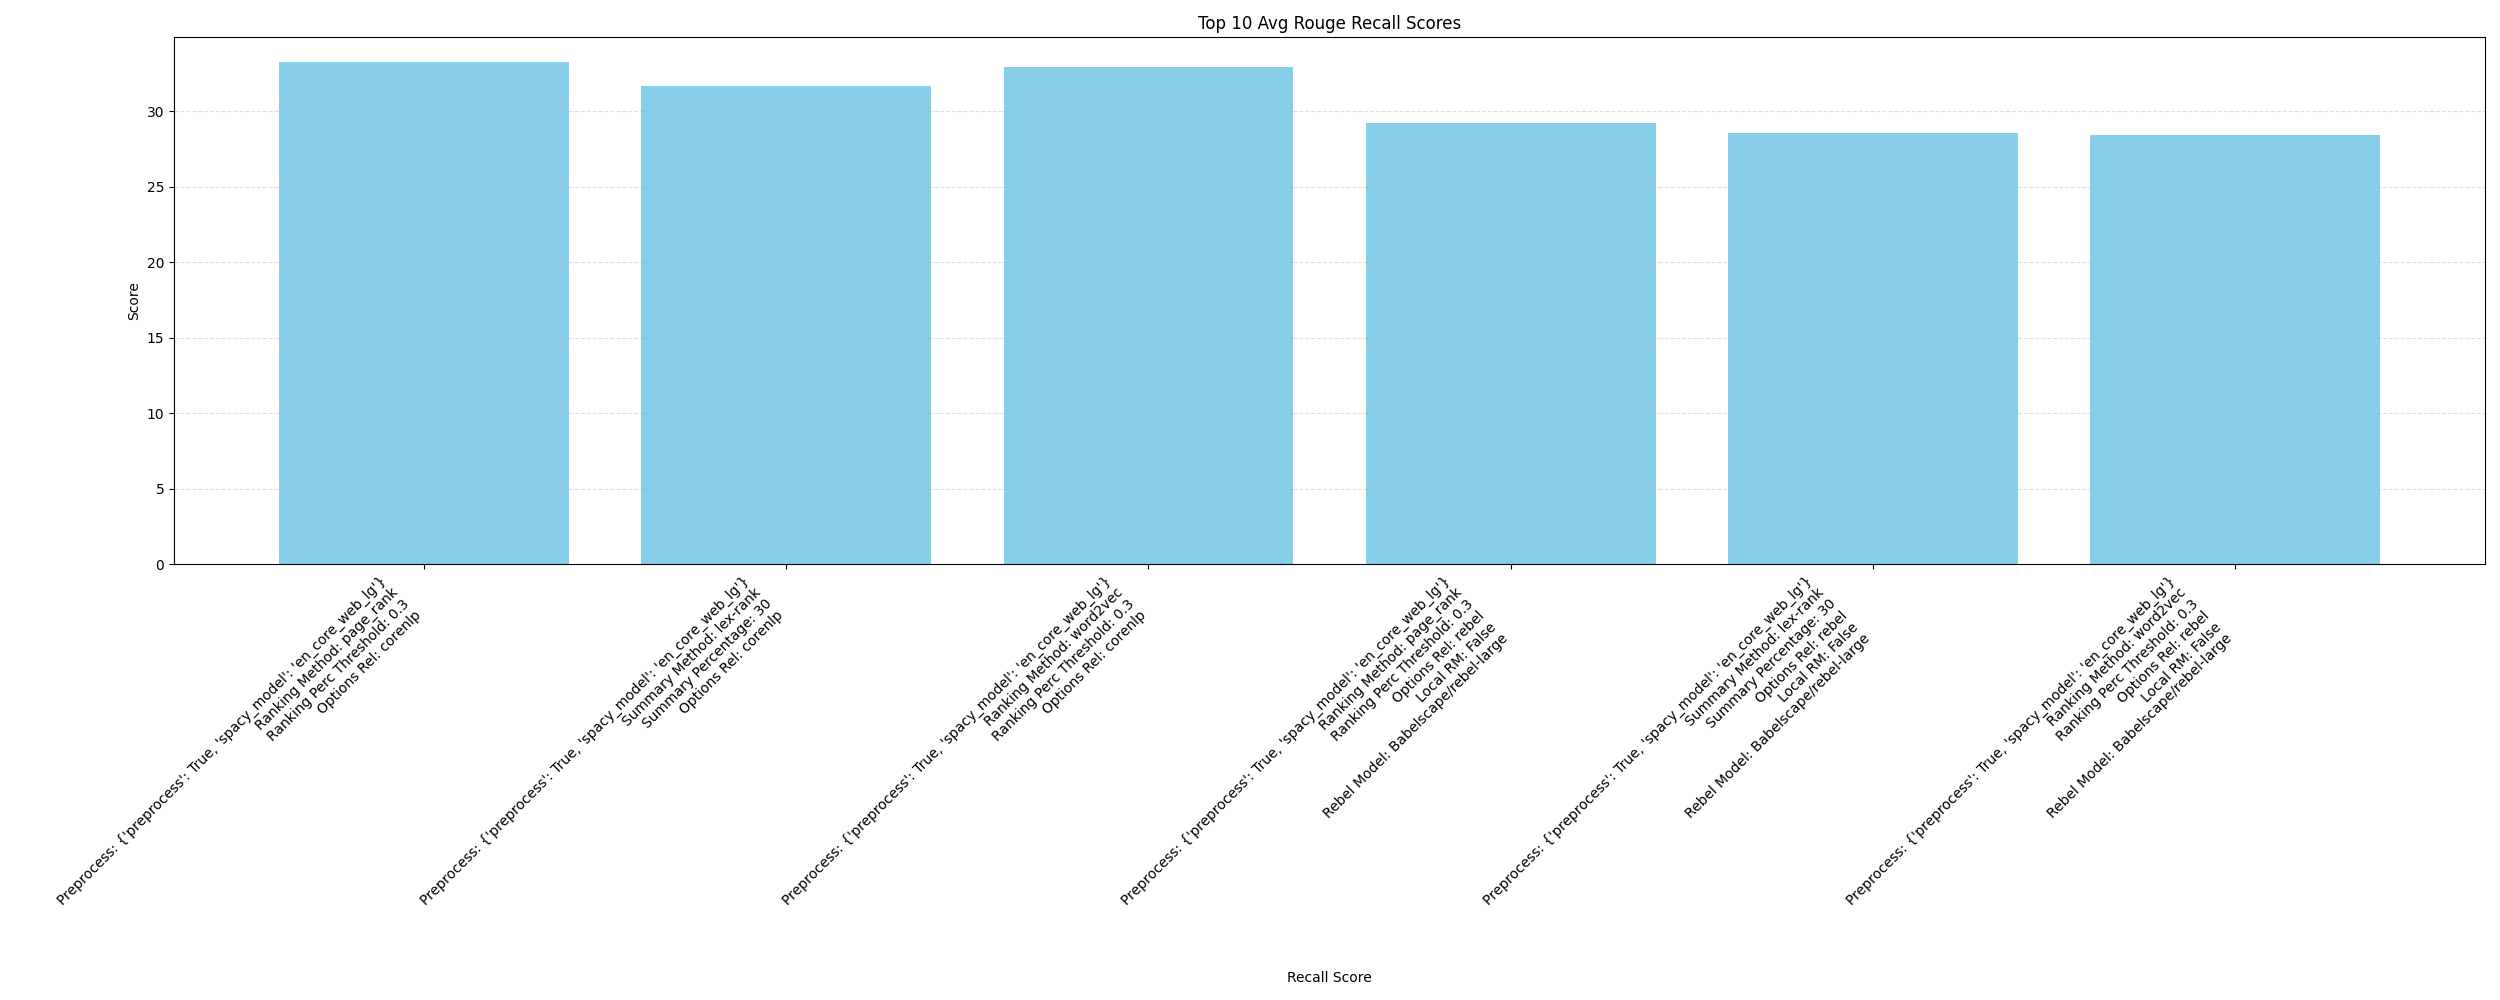 Top 10 Avg Rouge Recall Scores
Score
30
25
20
15
10
5
0
Preprocess: {'preprocess': True, 'spacy_model': 'en_core_web_lg'}
Ranking Method: page_rank
Ranking Perc Threshold: 0.3
Options Rel: corenlp
Preprocess: {'preprocess': True, 'spacy_model': 'en_core_web_lg'}
Summary Method: lex-rank
Summary Percentage: 30
Options Rel: corenlp
Preprocess: {'preprocess': True, 'spacy_model': 'en_core_web_lg'}
Ranking Method: word2vec
Ranking Perc Threshold: 0.3
Options Rel: corenlp
Preprocess: {'preprocess': True, 'spacy_model': 'en_core_web_lg'}
Ranking Method: page_rank
Ranking Perc Threshold: 0.3
Options Rel: rebel
Local RM: False
Rebel Model: Babelscape/rebel-large
Preprocess: {'preprocess': True, 'spacy_model': 'en_core_web_lg'}
Summary Method: lex-rank
Summary Percentage: 30
Options Rel: rebel
Local RM: False
Rebel Model: Babelscape/rebel-large
Preprocess: {'preprocess': True, 'spacy_model': 'en_core_web_lg'}
Ranking Method: word2vec
Ranking Perc Threshold: 0.3
Options Rel: rebel
Local RM: False
Rebel Model: Babelscape/rebel-large
Recall Score